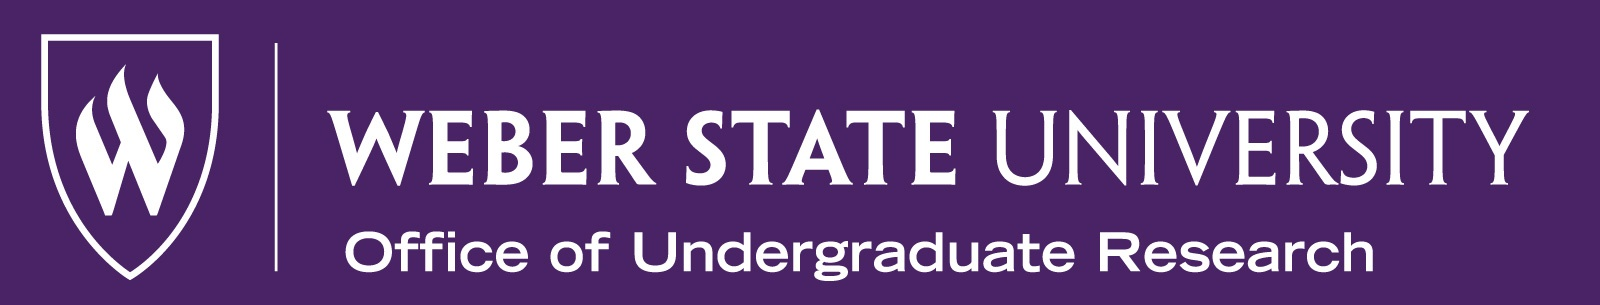 WEBER STATE UNIVERSITY
Office of Undergraduate Research